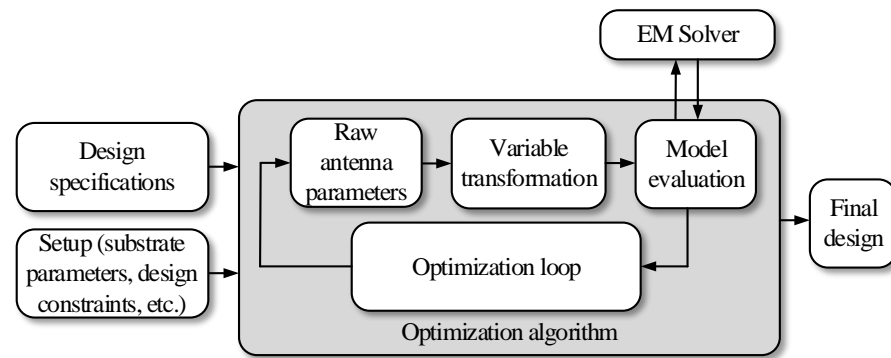 EM Solver
Design
specifications
Raw
antenna
parameters
Variable
transformation
Model
evaluation
Final
design
Setup (substrate
parameters, design
constraints, etc.)
Optimization loop
Optimization algorithm